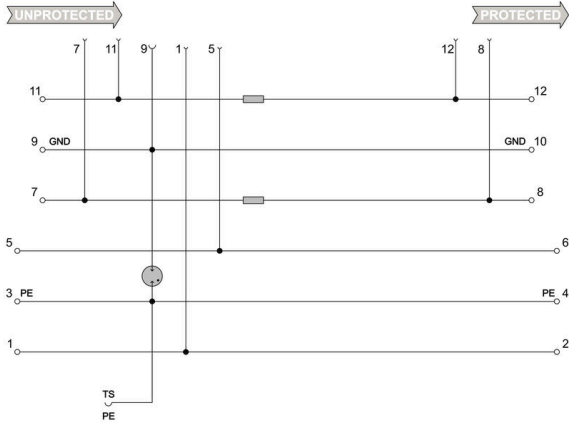 UNPROTECTED PROTECTED
7 11 9 1 5 12 8
11 12
9 GND GND 10
7 8
5 6
3 PE PE 4
1 2
TS
PE